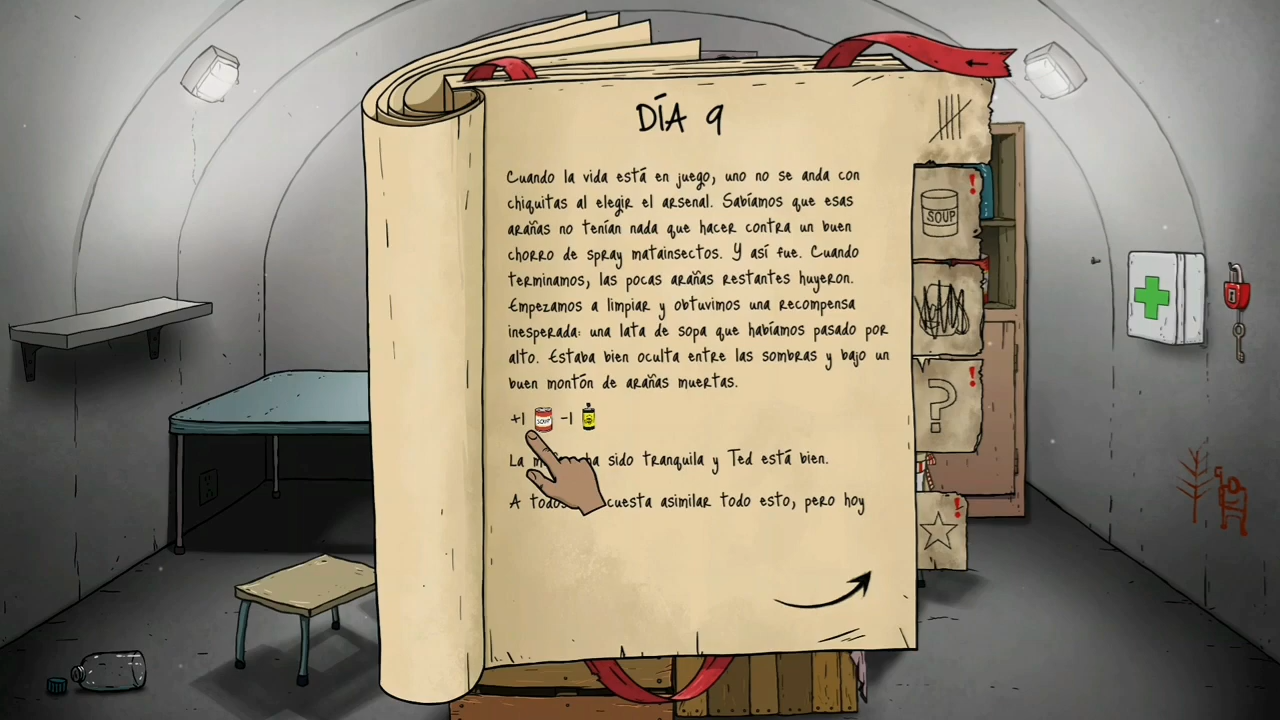 DÍA 9
Cuando la vida está en juego, uno no se anda con
chiquitas al elegir el arsenal. Sabíamos que esas
arañas no tenían nada que hacer contra un buen
chorro de spray matainsectos. Y así fue. Cuando
terminamos, las pocas arañas restantes huyeron.
Empezamos a limpiar y obtuvimos una recompensa
inesperada: una lata de sopa que habíamos pasado por
alto. Estaba bien oculta entre las sombras y bajo un
buen montón de arañas muertas.
+1 SOUP -1
La ha sido tranquila y Ted está bien.
A todos cuesta asimilar todo esto, pero hoy
SOUP
!
!
?
!